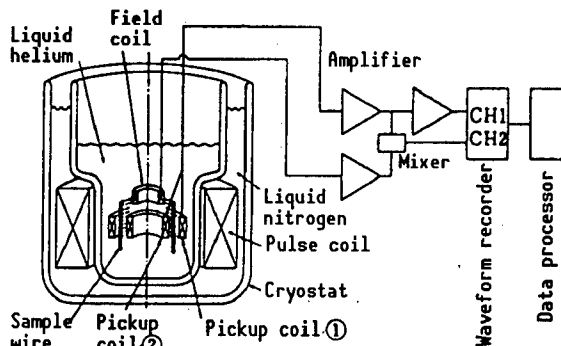 Field
coil
Liquid
helium
Amplifier
CH1
CH2
Mixer
Liquid
nitrogen
Pulse coil
Cryostat
Sample
wire
Pickup
coil②
Pickup coil①
Waveform recorder
Data processor